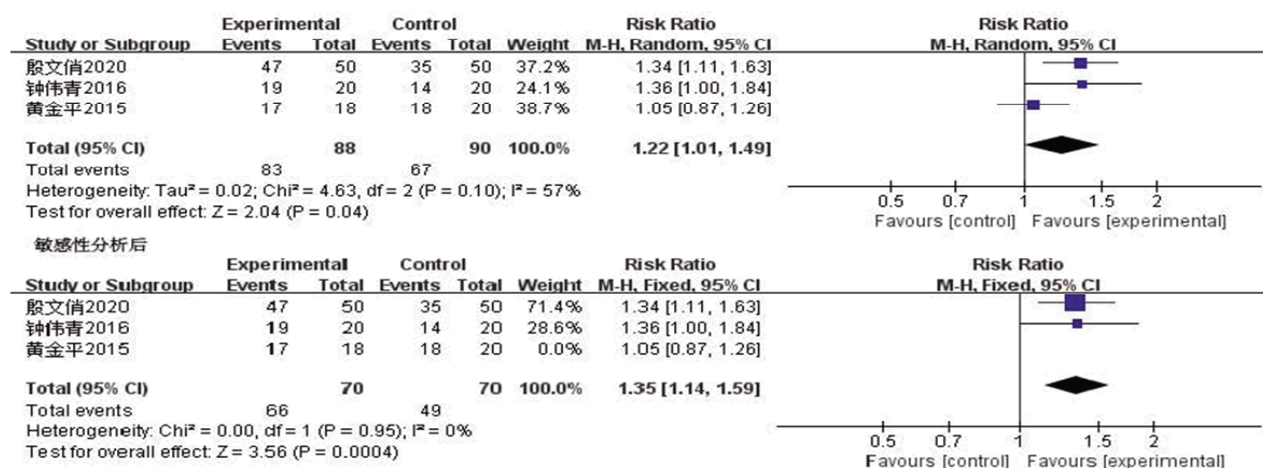 Experimental Control Risk Ratio Risk Ratio
Study or Subgroup Events Total Events Total Weight M-H, Random, 95% CI M-H, Random, 95% CI
殷文俏2020 47 50 35 50 37.2% 1.34 [1.11, 1.63]
钟伟青2016 19 20 14 20 24.1% 1.36 [1.00, 1.84]
黄金平2015 17 18 18 20 38.7% 1.05 [0.87, 1.26]
Total (95% CI) 88 90 100.0% 1.22 [1.01, 1.49]
Total events 83 67
Heterogeneity: Tau² = 0.02; Chi² = 4.63, df = 2 (P = 0.10); I² = 57%
Test for overall effect: Z = 2.04 (P = 0.04)
0.5 0.7 1 1.5 2
Favours [control] Favours [experimental]
敏感性分析后
Experimental Control Risk Ratio Risk Ratio
Study or Subgroup Events Total Events Total Weight M-H, Fixed, 95% CI M-H, Fixed, 95% CI
殷文俏2020 47 50 35 50 71.4% 1.34 [1.11, 1.63]
钟伟青2016 19 20 14 20 28.6% 1.36 [1.00, 1.84]
黄金平2015 17 18 18 20 0.0% 1.05 [0.87, 1.26]
Total (95% CI) 70 70 100.0% 1.35 [1.14, 1.59]
Total events 66 49
Heterogeneity: Chi² = 0.00, df = 1 (P = 0.95); I² = 0%
Test for overall effect: Z = 3.56 (P = 0.0004)
0.5 0.7 1 1.5 2
Favours [control] Favours [experimental]